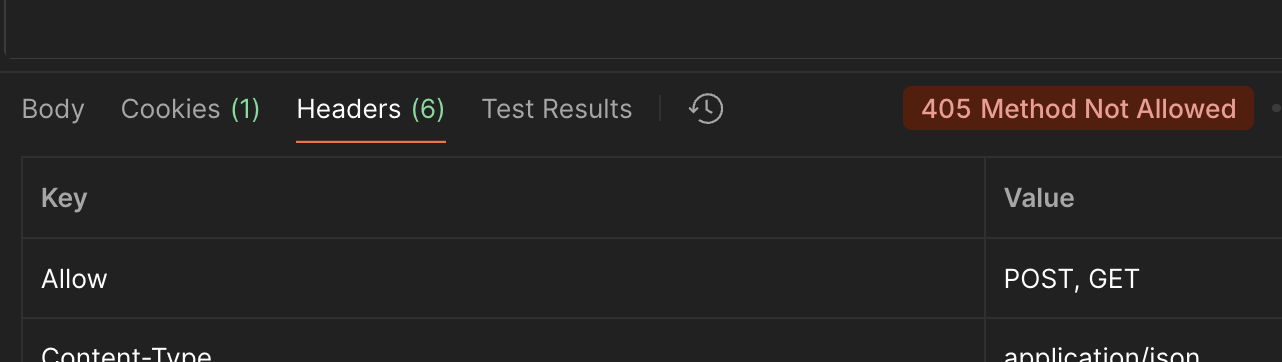 Body Cookies (1) Headers (6) Test Results 405 Method Not Allowed
Key Value
Allow POST, GET
Content-Type application/json